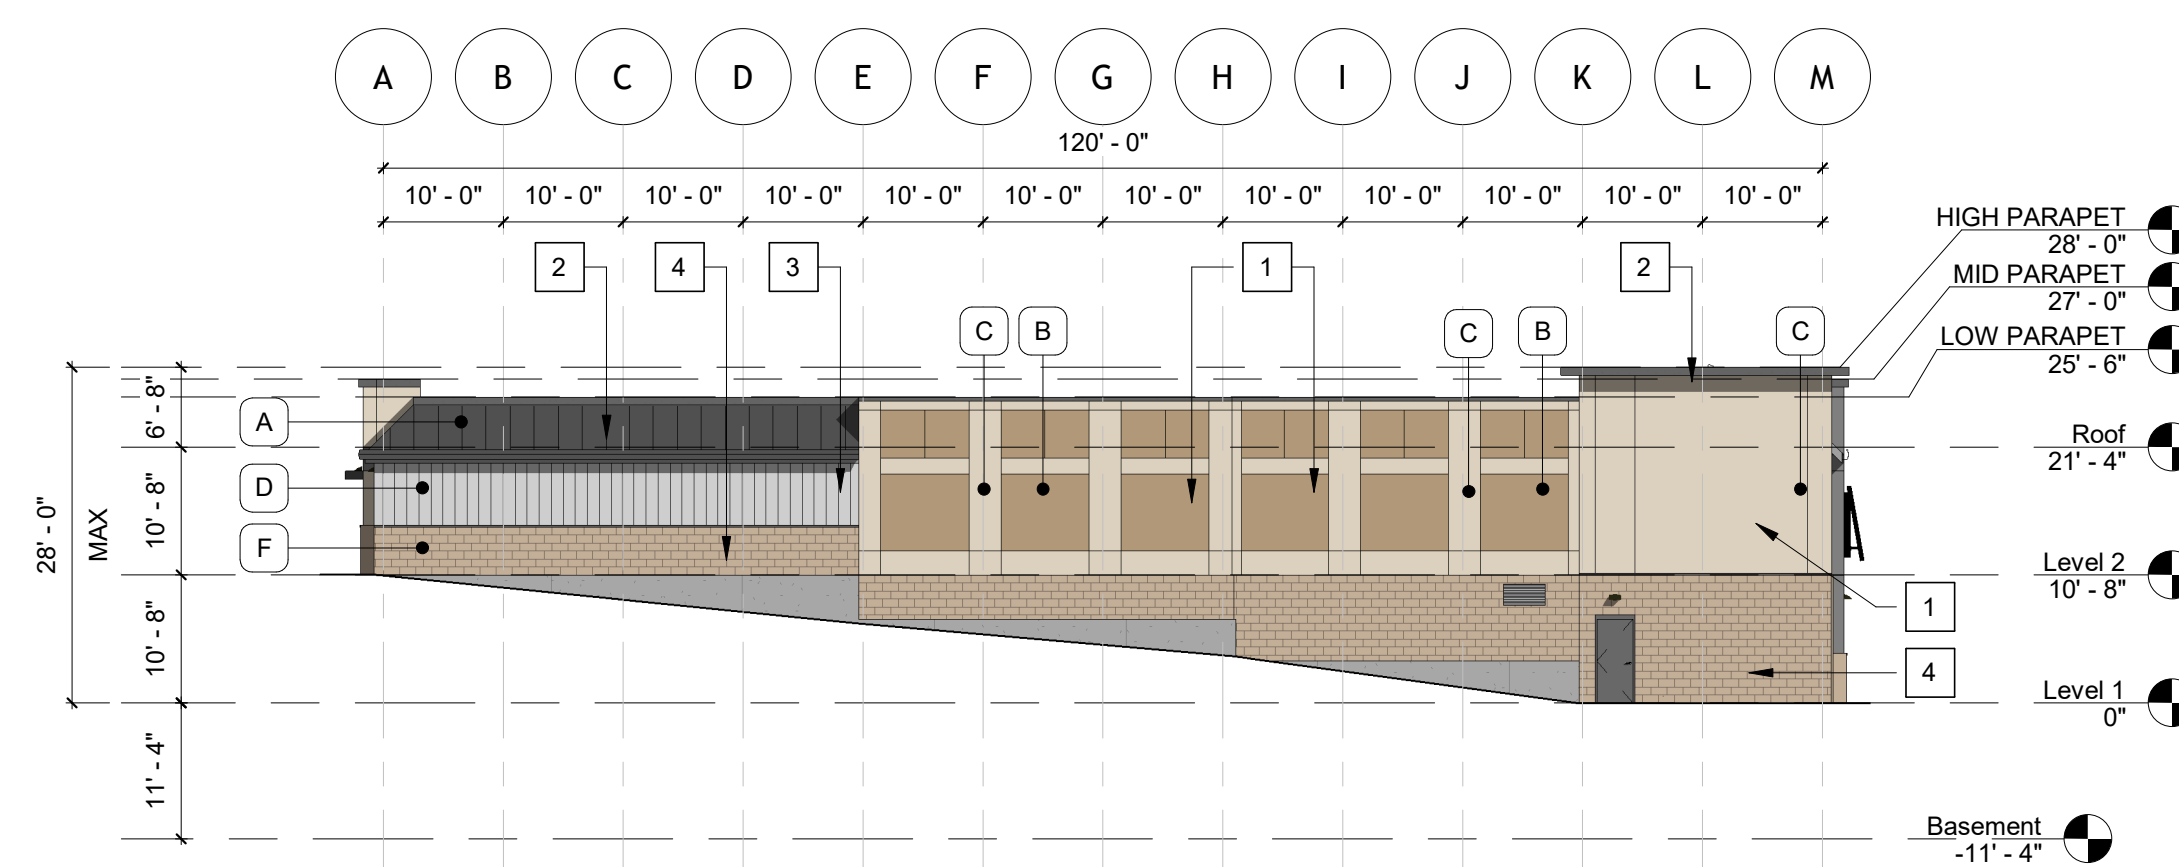 A B C D E F G H I J K L M
120' - 0"
10' - 0" 10' - 0" 10' - 0" 10' - 0" 10' - 0" 10' - 0" 10' - 0" 10' - 0" 10' - 0" 10' - 0" 10' - 0" 10' - 0"
HIGH PARAPET
28' - 0"
2 4 3 1 2
MID PARAPET
27' - 0"
C B C B C
LOW PARAPET
25' - 6"
6' - 8"
A
Roof
21' - 4"
D
10' - 8"
28' - 0"
MAX
F
Level 2
10' - 8"
1
10' - 8"
4
Level 1
0"
11' - 4"
Basement
-11' - 4"